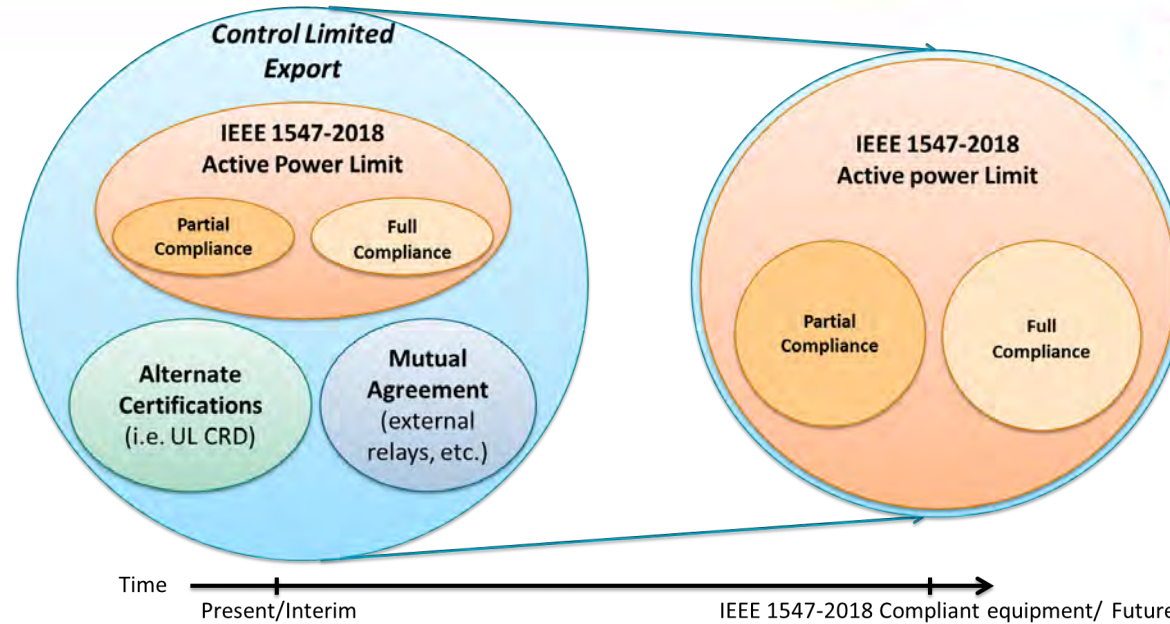 Control Limited
Export
IEEE 1547-2018
Active Power Limit
Partial
Compliance
Full
Compliance
Alternate
Certifications
(i.e. UL CRD)
Mutual
Agreement
(external
relays, etc.)
IEEE 1547-2018
Active power Limit
Partial
Compliance
Full
Compliance
Time
Present/Interim
IEEE 1547-2018 Compliant equipment/ Future